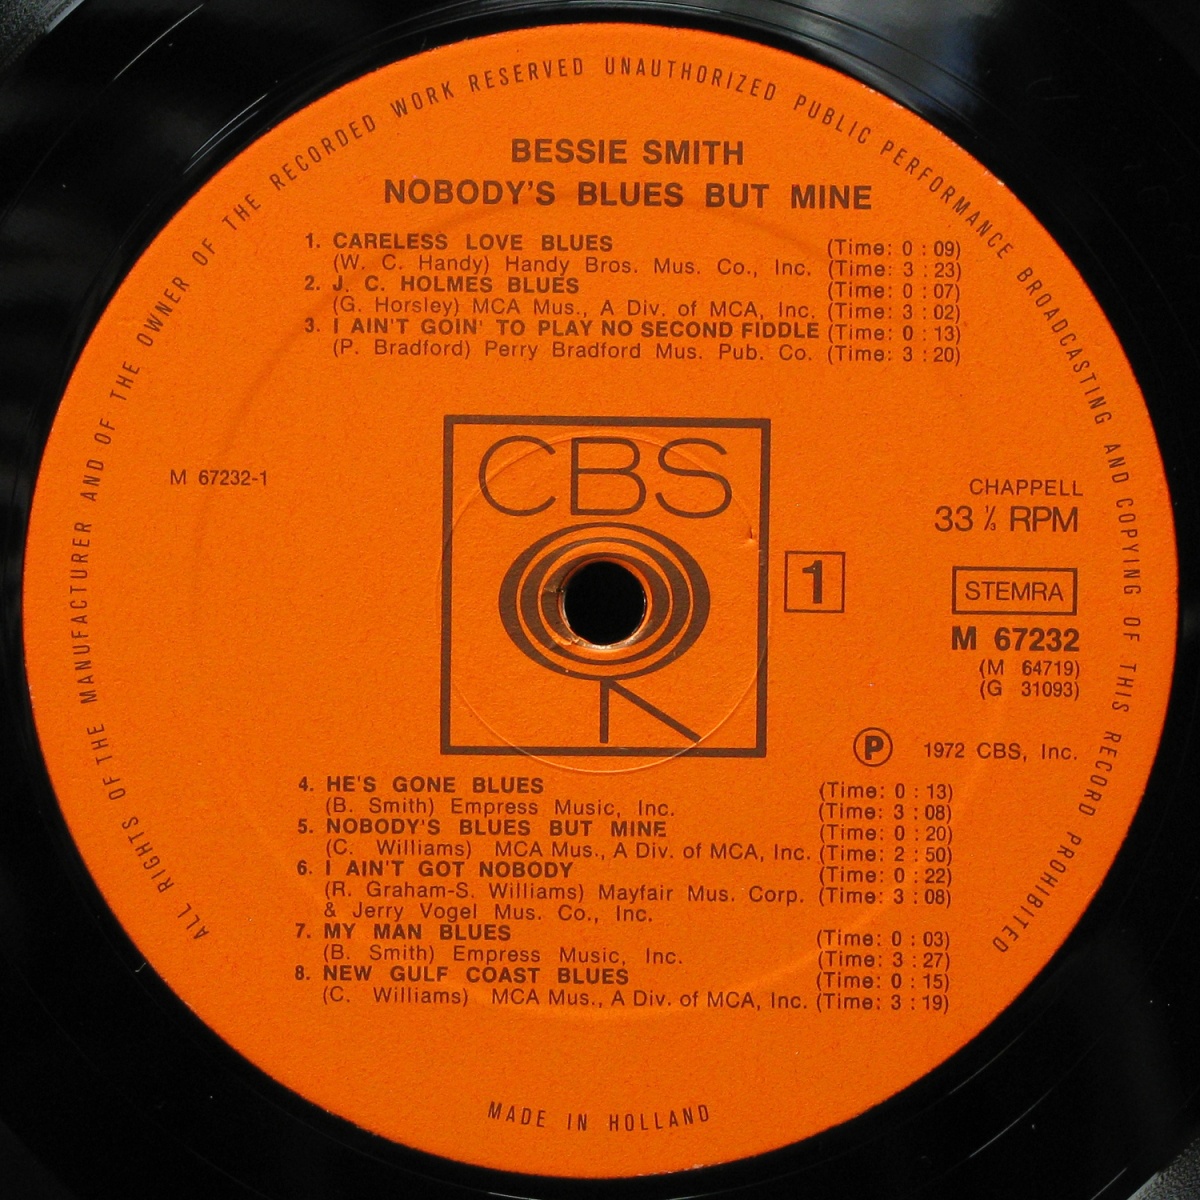 ALL RIGHTS OF THE MANUFACTURER AND OF THE OWNER OF THE RECORDED WORK RESERVED UNAUTHORIZED PUBLIC PERFORMANCE BROADCASTING AND COPYING OF THIS RECORD PROHIBITED
BESSIE SMITH
NOBODY'S BLUES BUT MINE
1. CARELESS LOVE BLUES (Time: 0 : 09)
(W. C. Handy) Handy Bros. Mus. Co., Inc. (Time: 3 : 23)
2. J. C. HOLMES BLUES (Time: 0 : 07)
(G. Horsley) MCA Mus., A Div. of MCA, Inc. (Time: 3 : 02)
3. I AIN'T GOIN' TO PLAY NO SECOND FIDDLE (Time: 0 : 13)
(P. Bradford) Perry Bradford Mus. Pub. Co. (Time: 3 : 20)
CBS
M 67232-1
CHAPPELL
33 ⅓ RPM
1
STEMRA
M 67232
(M 64719)
(G 31093)
Ⓟ 1972 CBS, Inc.
4. HE'S GONE BLUES (Time: 0 : 13)
(B. Smith) Empress Music, Inc. (Time: 3 : 08)
5. NOBODY'S BLUES BUT MINE (Time: 0 : 20)
(C. Williams) MCA Mus., A Div. of MCA, Inc. (Time: 2 : 50)
6. I AIN'T GOT NOBODY (Time: 0 : 22)
(R. Graham-S. Williams) Mayfair Mus. Corp. (Time: 3 : 08)
& Jerry Vogel Mus. Co., Inc.
7. MY MAN BLUES (Time: 0 : 03)
(B. Smith) Empress Music, Inc. (Time: 3 : 27)
8. NEW GULF COAST BLUES (Time: 0 : 15)
(C. Williams) MCA Mus., A Div. of MCA, Inc. (Time: 3 : 19)
MADE IN HOLLAND